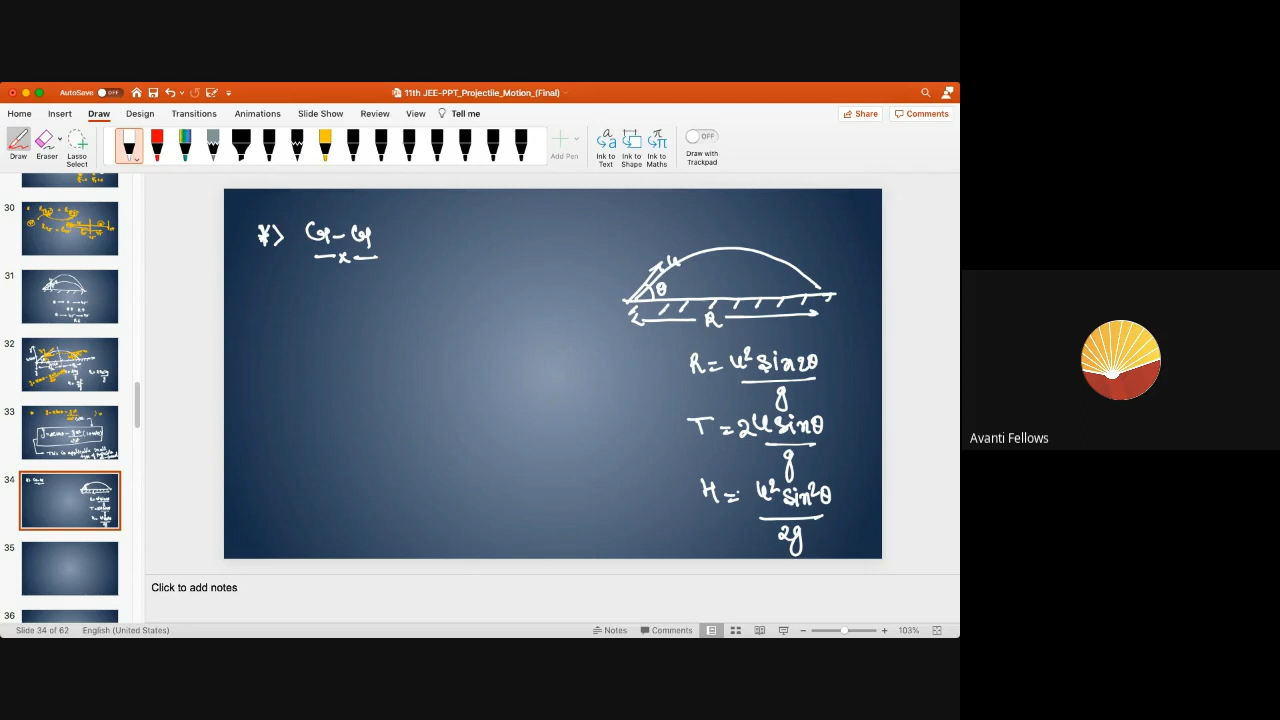 AutoSave OFF
11th JEE-PPT_Projectile_Motion_(Final)
Home Insert Draw Design Transitions Animations Slide Show Review View Tell me
Share Comments
Draw Eraser Lasso Select
Add Pen
Ink to Text Ink to Shape Ink to Maths
OFF
Draw with Trackpad
30
31
32
33
34
35
36
*> G-G
x
u
θ
R
R = u² sin2θ
g
T = 2u sinθ
g
H = u² sin²θ
2g
Click to add notes
Slide 34 of 62 English (United States)
Notes Comments 103%
Avanti Fellows